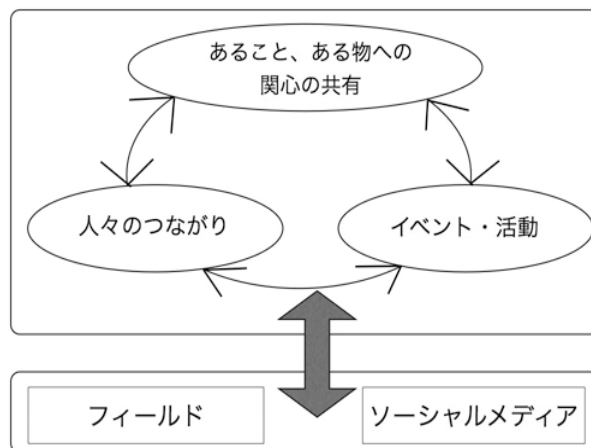 あること、ある物への
関心の共有
人々のつながり
イベント・活動
フィールド
ソーシャルメディア